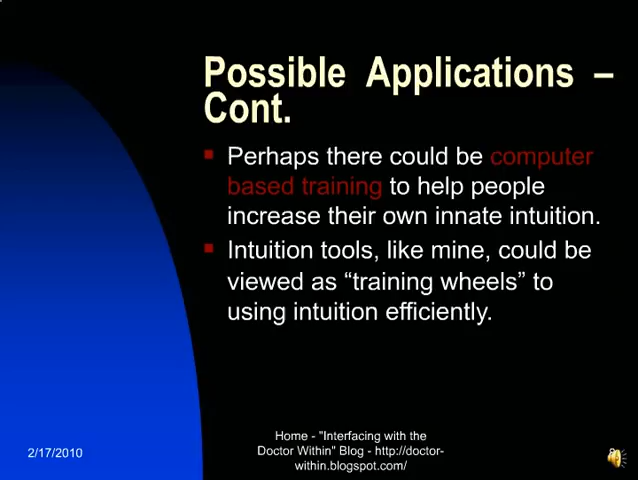 Possible Applications –
Cont.
Perhaps there could be computer
based training to help people
increase their own innate intuition.
Intuition tools, like mine, could be
viewed as “training wheels” to
using intuition efficiently.
2/17/2010
Home - "Interfacing with the
Doctor Within" Blog - http://doctor-
within.blogspot.com/